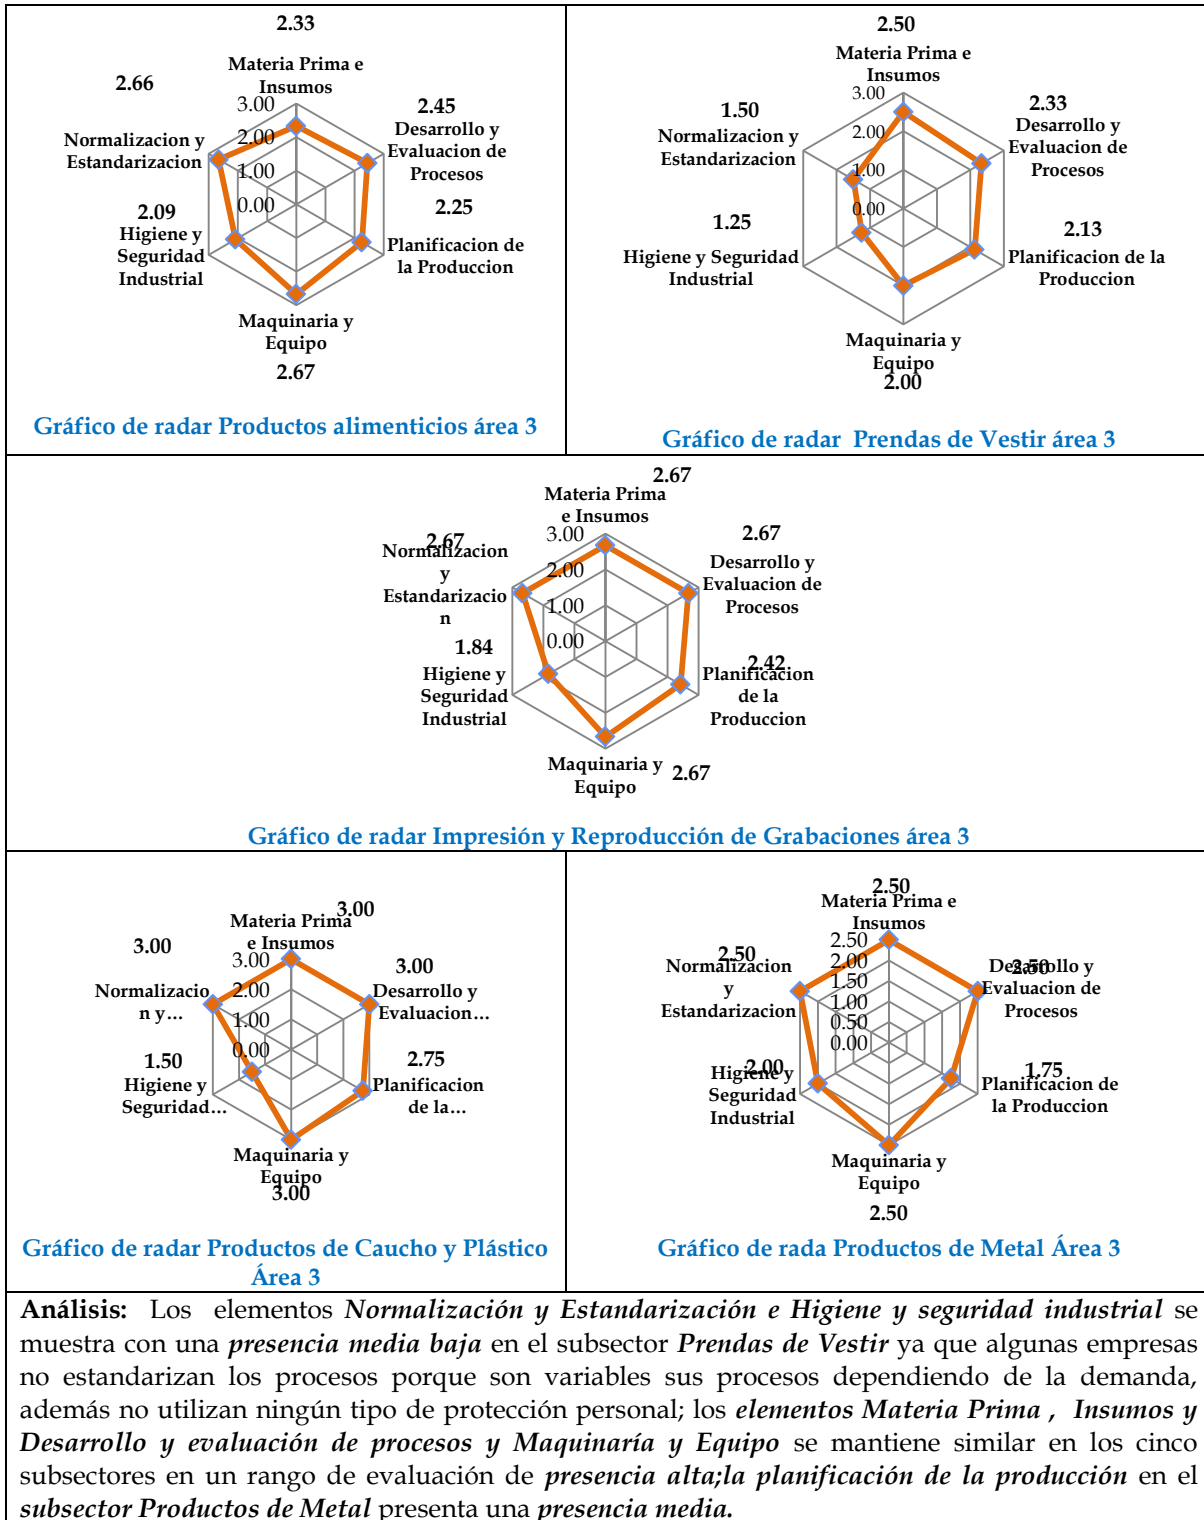 2.33
Materia Prima e
Insumos
2.66
3.00
2.45
Normalizacion y
Estandarizacion
2.00
Desarrollo y
Evaluacion de
Procesos
1.00
2.09
0.00
2.25
Higiene y
Seguridad
Industrial
Planificacion de
la Produccion
Maquinaria y
Equipo
2.67
Gráfico de radar Productos alimenticios área 3
2.50
Materia Prima e
Insumos
3.00
1.50
2.33
Normalizacion y
Estandarizacion
2.00
Desarrollo y
Evaluacion de
Procesos
1.00
0.00
1.25
2.13
Higiene y Seguridad
Industrial
Planificacion de la
Produccion
Maquinaria y
Equipo
2.00
Gráfico de radar Prendas de Vestir área 3
2.67
Materia Prima
e Insumos
2.67
3.00
2.67
Normalizacion
y
Estandarizacio
n
2.00
Desarrollo y
Evaluacion de
Procesos
1.00
0.00
1.84
2.42
Higiene y
Seguridad
Industrial
Planificacion
de la
Produccion
Maquinaria y
Equipo
2.67
Gráfico de radar Impresión y Reproducción de Grabaciones área 3
3.00
Materia Prima
e Insumos
3.00
3.00
3.00
Normalizacio
n y...
2.00
Desarrollo y
Evaluacion...
1.00
0.00
1.50
2.75
Higiene y
Seguridad...
Planificacion
de la...
Maquinaria y
Equipo
3.00
Gráfico de radar Productos de Caucho y Plástico
Área 3
2.50
Materia Prima e
Insumos
2.50
2.50
2.00
2.50
Normalizacion
y
Estandarizacion
1.50
Desarrollo y
Evaluacion de
Procesos
1.00
0.50
0.00
2.00
1.75
Higiene y
Seguridad
Industrial
Planificacion de
la Produccion
Maquinaria y
Equipo
2.50
Gráfico de rada Productos de Metal Área 3
Análisis: Los elementos Normalización y Estandarización e Higiene y seguridad industrial se
muestra con una presencia media baja en el subsector Prendas de Vestir ya que algunas empresas
no estandarizan los procesos porque son variables sus procesos dependiendo de la demanda,
además no utilizan ningún tipo de protección personal; los elementos Materia Prima , Insumos y
Desarrollo y evaluación de procesos y Maquinaría y Equipo se mantiene similar en los cinco
subsectores en un rango de evaluación de presencia alta;la planificación de la producción en el
subsector Productos de Metal presenta una presencia media.